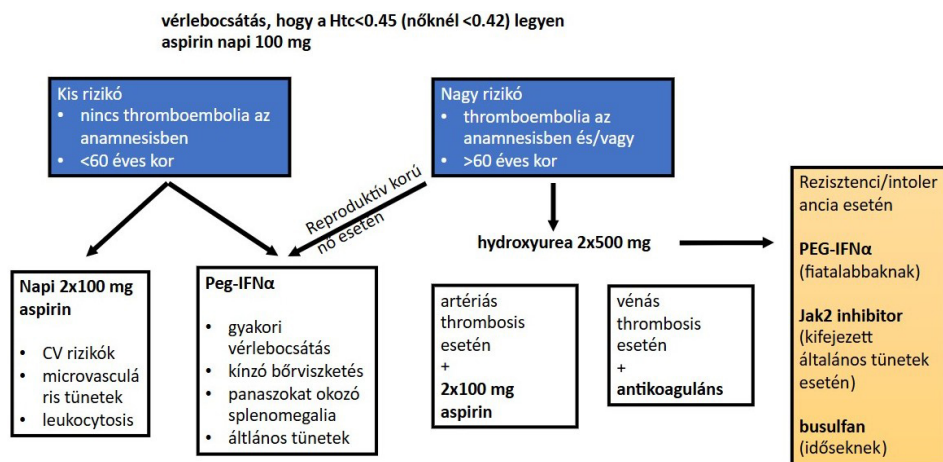 vérlebocsátás, hogy a Htc<0.45 (nőknél <0.42) legyen
aspirin napi 100 mg
Kis rizikó
• nincs thromboembolia az
anamnesisben
• <60 éves kor
Nagy rizikó
• thromboembolia az
anamnesisben és/vagy
• >60 éves kor
Reproduktív korú
nő esetén
hydroxyurea 2x500 mg
Napi 2x100 mg
aspirin
• CV rizikók
• microvasculá
ris tünetek
• leukocytosis
Peg-IFNα
• gyakori
vérlebocsátás
• kínzó bőrviszketés
• panaszokat okozó
splenomegalia
• áltlános tünetek
artériás
thrombosis
esetén
+
2x100 mg
aspirin
vénás
thrombosis
esetén
+
antikoaguláns
Rezisztenci/intoler
ancia esetén
PEG-IFNα
(fiatalabbaknak)
Jak2 inhibitor
(kifejezett
általános tünetek
esetén)
busulfan
(időseknek)